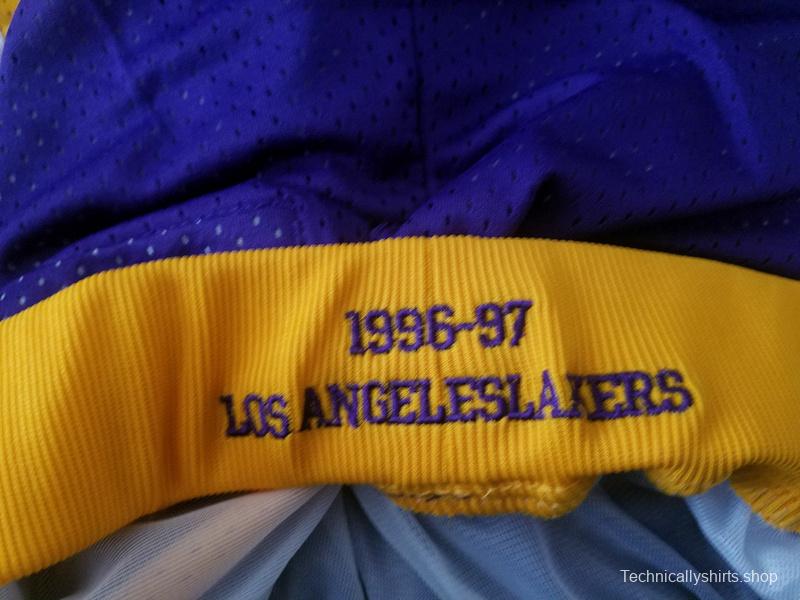 1996-97
LOS ANGELESLAKERS
Technicallyshirts.shop